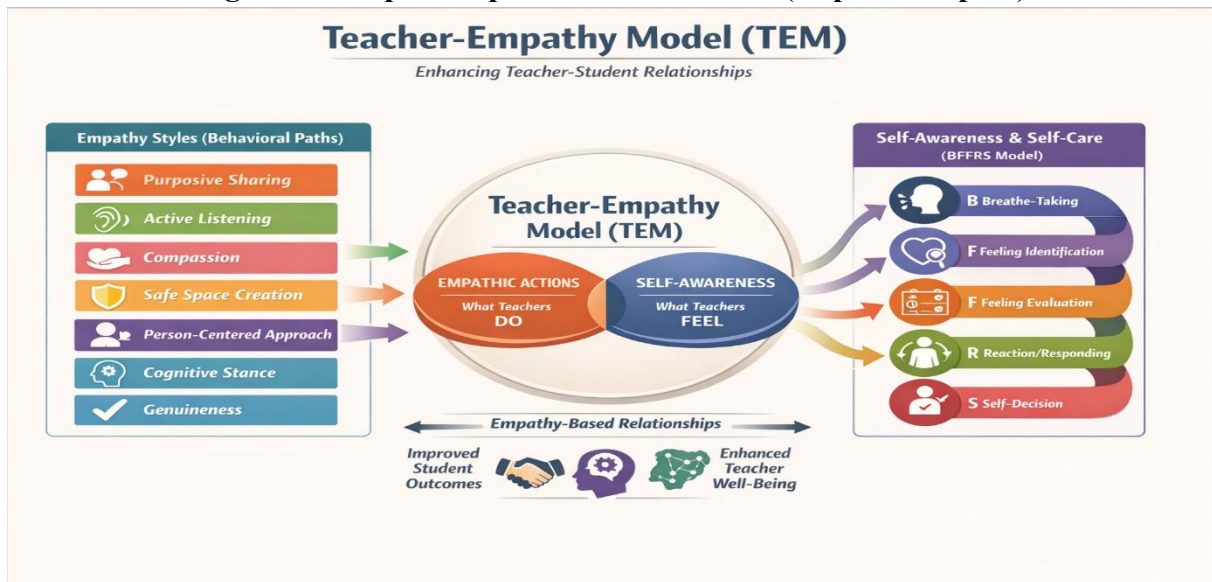 Teacher-Empathy Model (TEM)
Enhancing Teacher-Student Relationships
Empathy Styles (Behavioral Paths)
Purposive Sharing
Active Listening
Compassion
Safe Space Creation
Person-Centered Approach
Cognitive Stance
Genuineness
Teacher-Empathy
Model (TEM)
EMPATHIC ACTIONS
What Teachers
DO
SELF-AWARENESS
What Teachers
FEEL
Empathy-Based Relationships
Improved
Student
Outcomes
Enhanced
Teacher
Well-Being
Self-Awareness & Self-Care
(BFFRS Model)
B Breathe-Taking
F Feeling Identification
F Feeling Evaluation
R Reaction/Responding
S Self-Decision